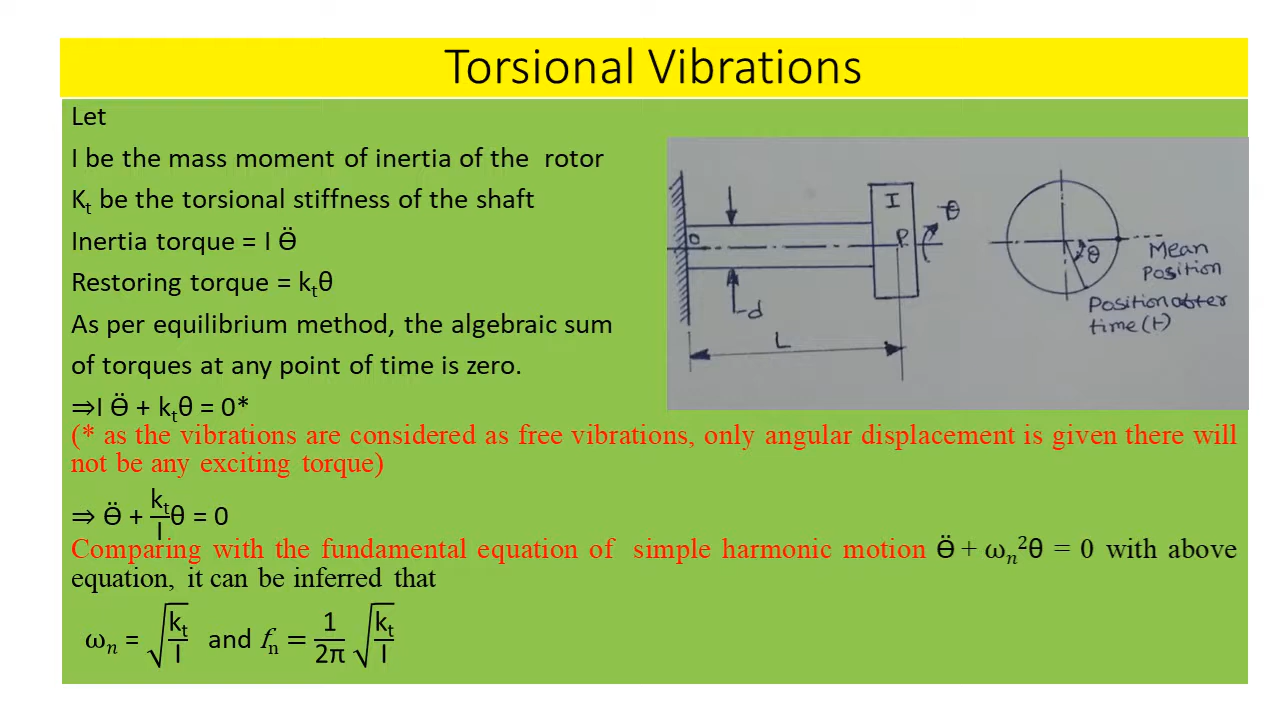 Torsional Vibrations
Let
I be the mass moment of inertia of the rotor
Kt be the torsional stiffness of the shaft
Inertia torque = I Ӫ
Restoring torque = ktθ
As per equilibrium method, the algebraic sum
of torques at any point of time is zero.
⇒I Ӫ + ktθ = 0*
(* as the vibrations are considered as free vibrations, only angular displacement is given there will
not be any exciting torque)
⇒ Ӫ + kt/I θ = 0
Comparing with the fundamental equation of simple harmonic motion Ӫ + ωn²θ = 0 with above
equation, it can be inferred that
ωn = √(kt/I) and fn = 1/2π √(kt/I)
I
θ
O
P
d
L
θ
Mean
Position
Position after
time (t)